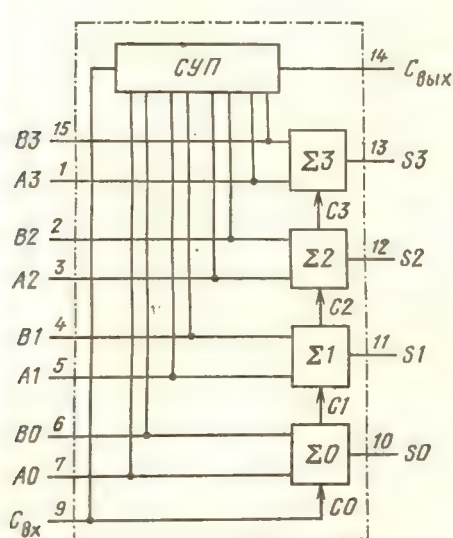 СУП
14 Cвых
B3 15
13 S3
Σ3
A3 1
C3
B2 2
Σ2
12 S2
A2 3
C2
B1 4
11 S1
Σ1
A1 5
C1
B0 6
Σ0
10 S0
A0 7
C0
Cвх 9